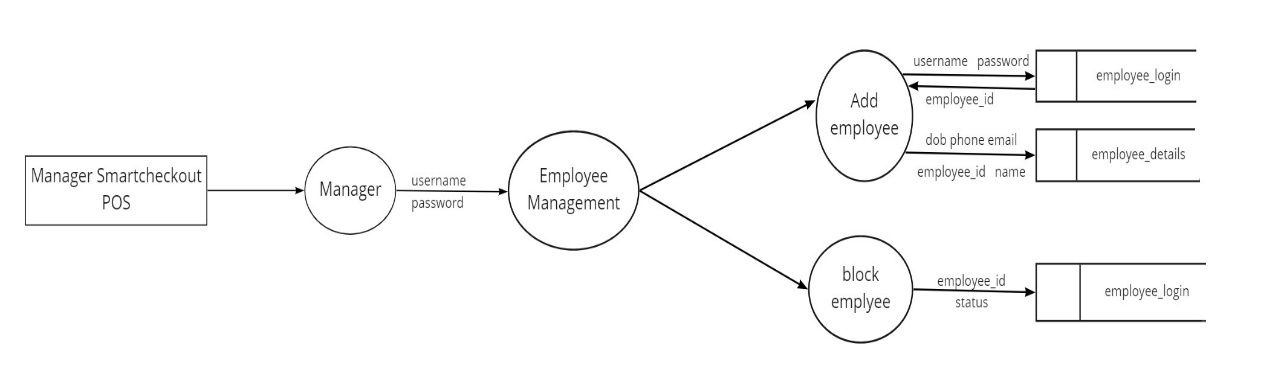 Manager Smartcheckout
POS
Manager
username
password
Employee
Management
Add
employee
username password
employee_id
employee_login
dob phone email
employee_id name
employee_details
block
emplyee
employee_id
status
employee_login